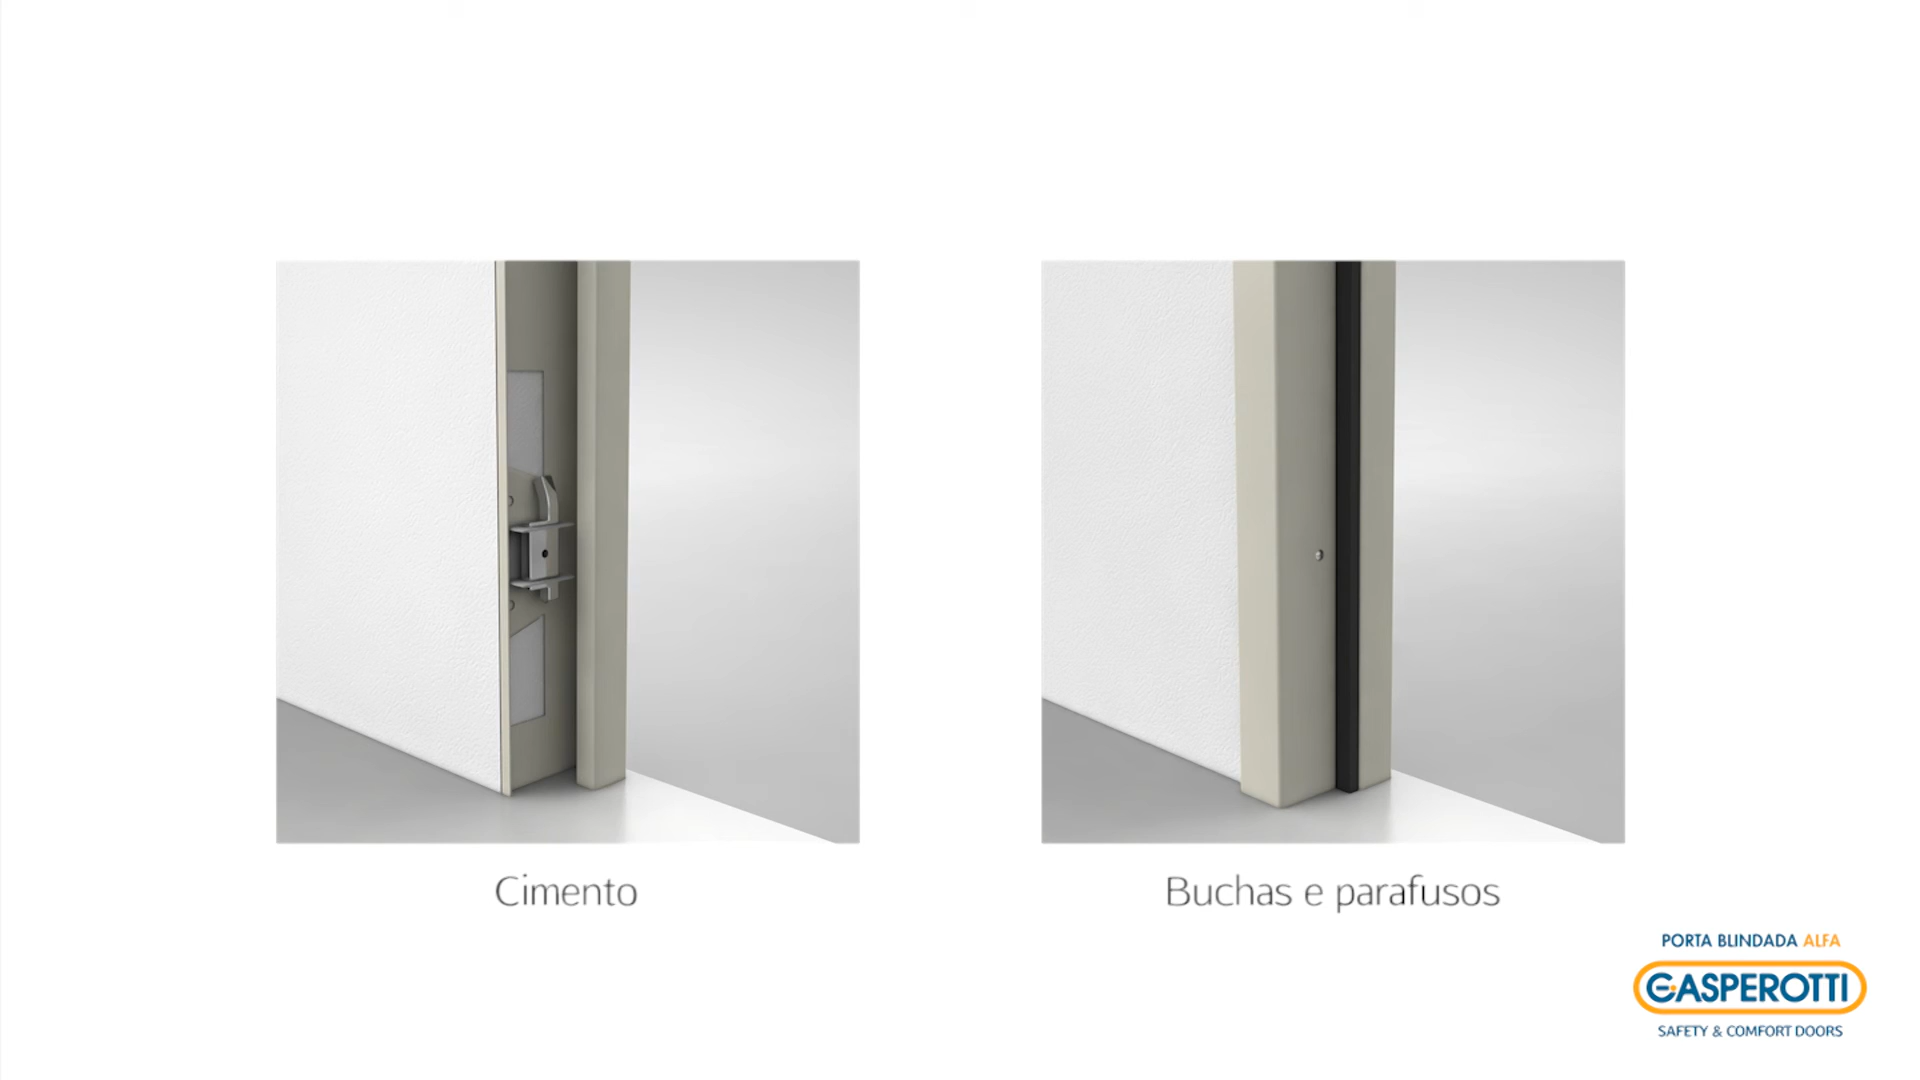 Cimento
Buchas e parafusos
PORTA BLINDADA ALFA
GASPEROTTI
SAFETY & COMFORT DOORS